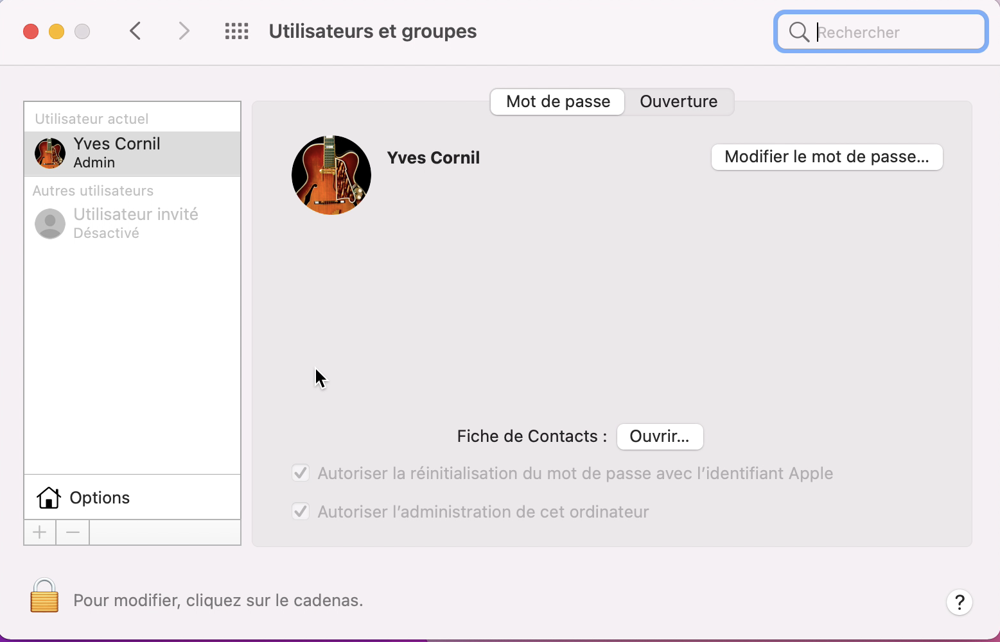 Utilisateurs et groupes
Rechercher
Mot de passe
Ouverture
Utilisateur actuel
Yves Cornil
Admin
Autres utilisateurs
Utilisateur invité
Désactivé
Options
Yves Cornil
Modifier le mot de passe...
Fiche de Contacts :
Ouvrir...
Autoriser la réinitialisation du mot de passe avec l’identifiant Apple
Autoriser l’administration de cet ordinateur
Pour modifier, cliquez sur le cadenas.
?